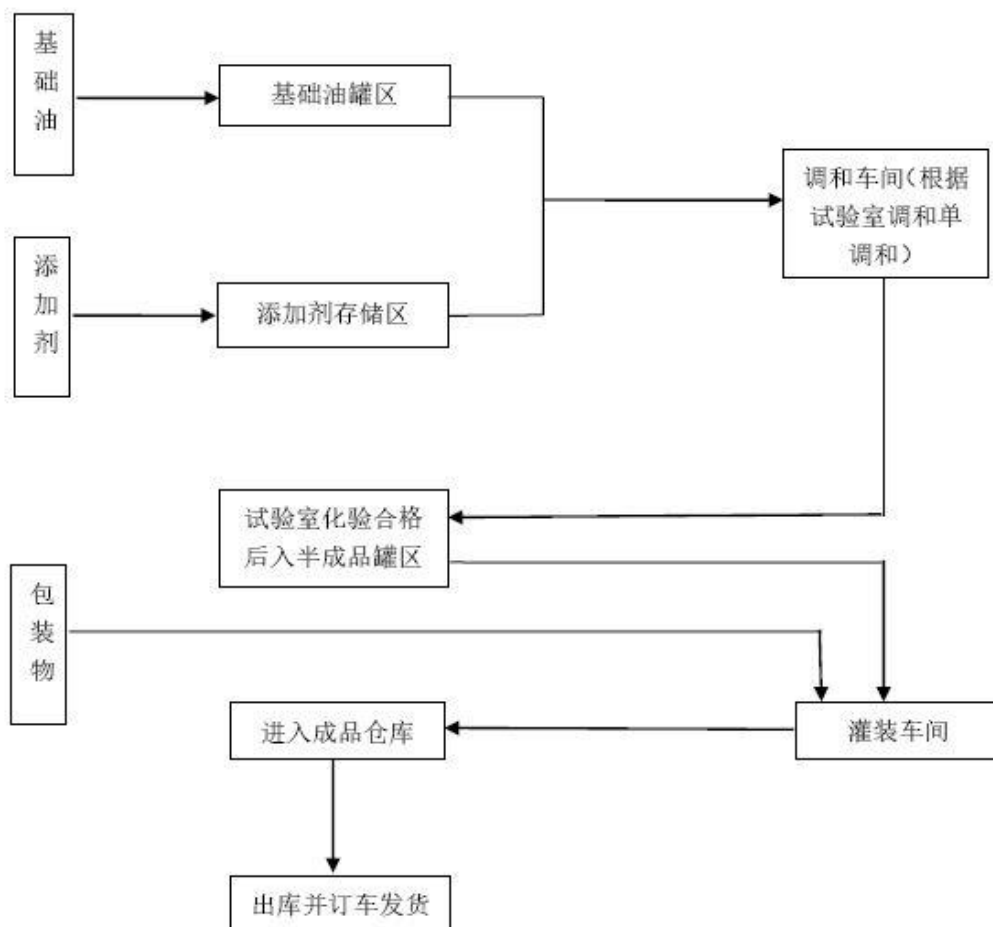 基础油
基础油罐区
调和车间（根据
试验室调和单
调和）
添加剂
添加剂存储区
试验室化验合格
后入半成品罐区
包装物
进入成品仓库
灌装车间
出库并订车发货